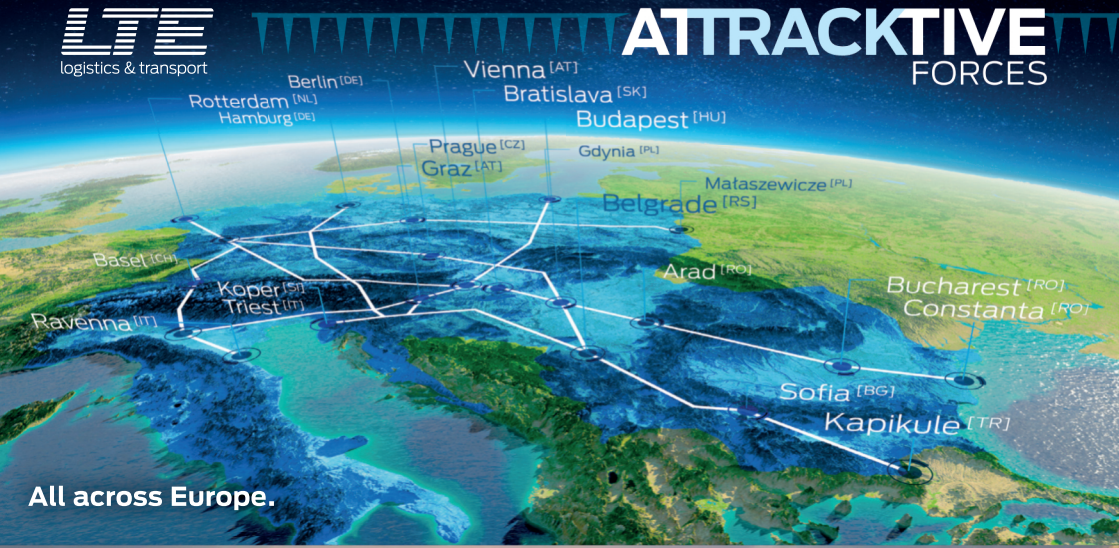 LTE
logistics & transport
ATTRACKTIVE
FORCES
Berlin [DE]
Vienna [AT]
Rotterdam [NL]
Bratislava [SK]
Hamburg [DE]
Budapest [HU]
Prague [CZ]
Gdynia [PL]
Graz [AT]
Małaszewicze [PL]
Belgrade [RS]
Basel [CH]
Arad [RO]
Koper [SI]
Bucharest [RO]
Triest [IT]
Constanta [RO]
Ravenna [IT]
Sofia [BG]
Kapikule [TR]
All across Europe.